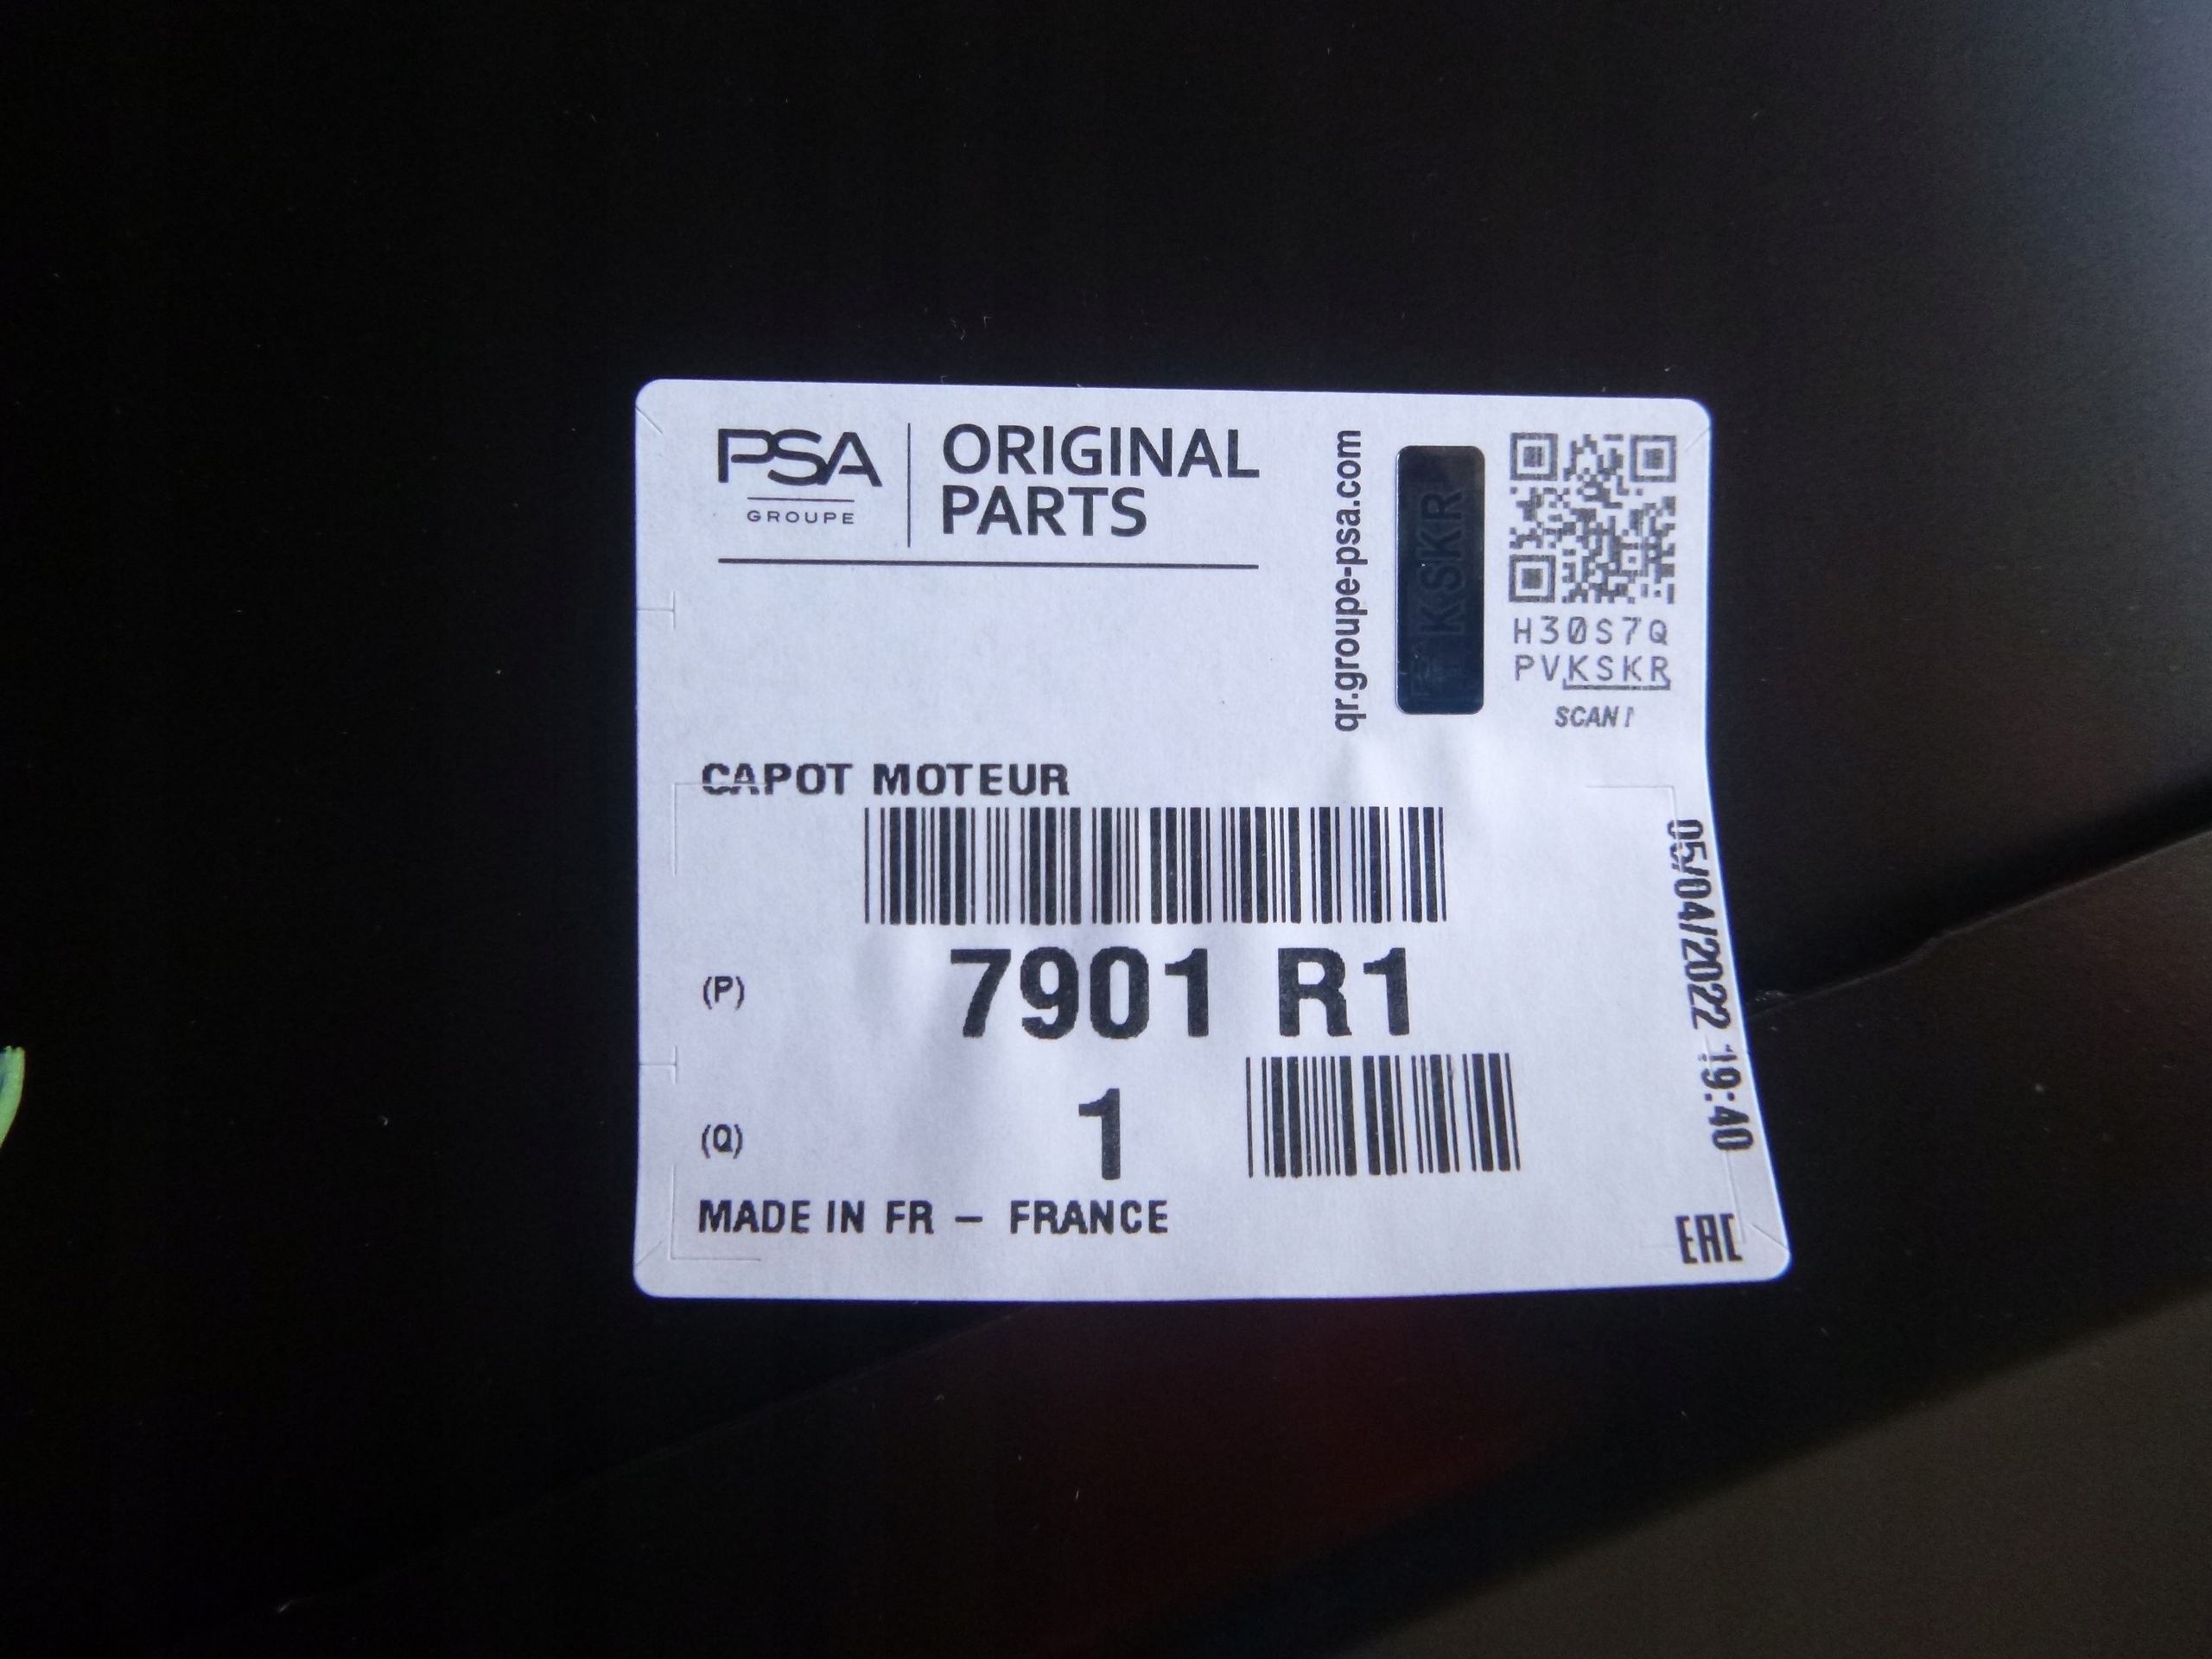 PSA
GROUPE
ORIGINAL
PARTS
qr.groupe-psa.com
KSKR
H30S7Q
PVKSKR
SCAN !
CAPOT MOTEUR
(P) 7901 R1
(Q) 1
MADE IN FR – FRANCE
05/04/2022 19:40
EAC